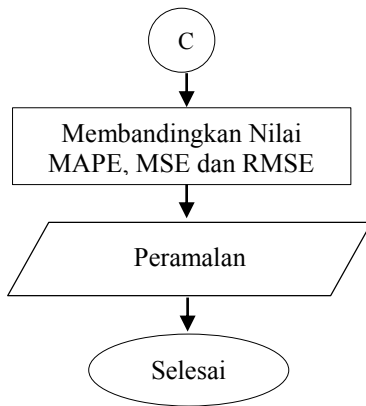 C
Membandingkan Nilai
MAPE, MSE dan RMSE
Peramalan
Selesai